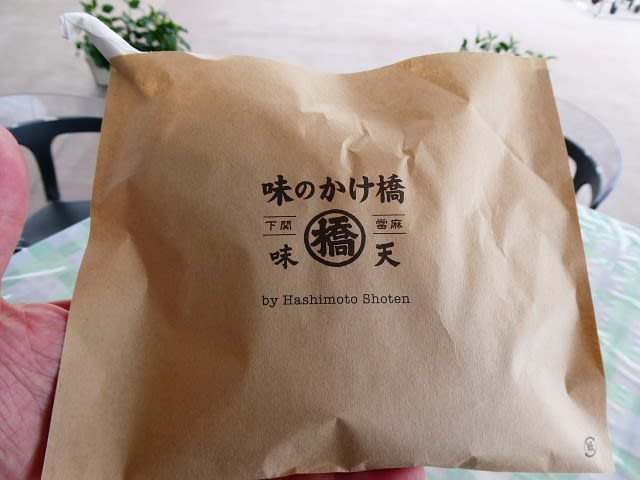 味のかけ橋
下関 橋 當麻
味 天
by Hashimoto Shoten